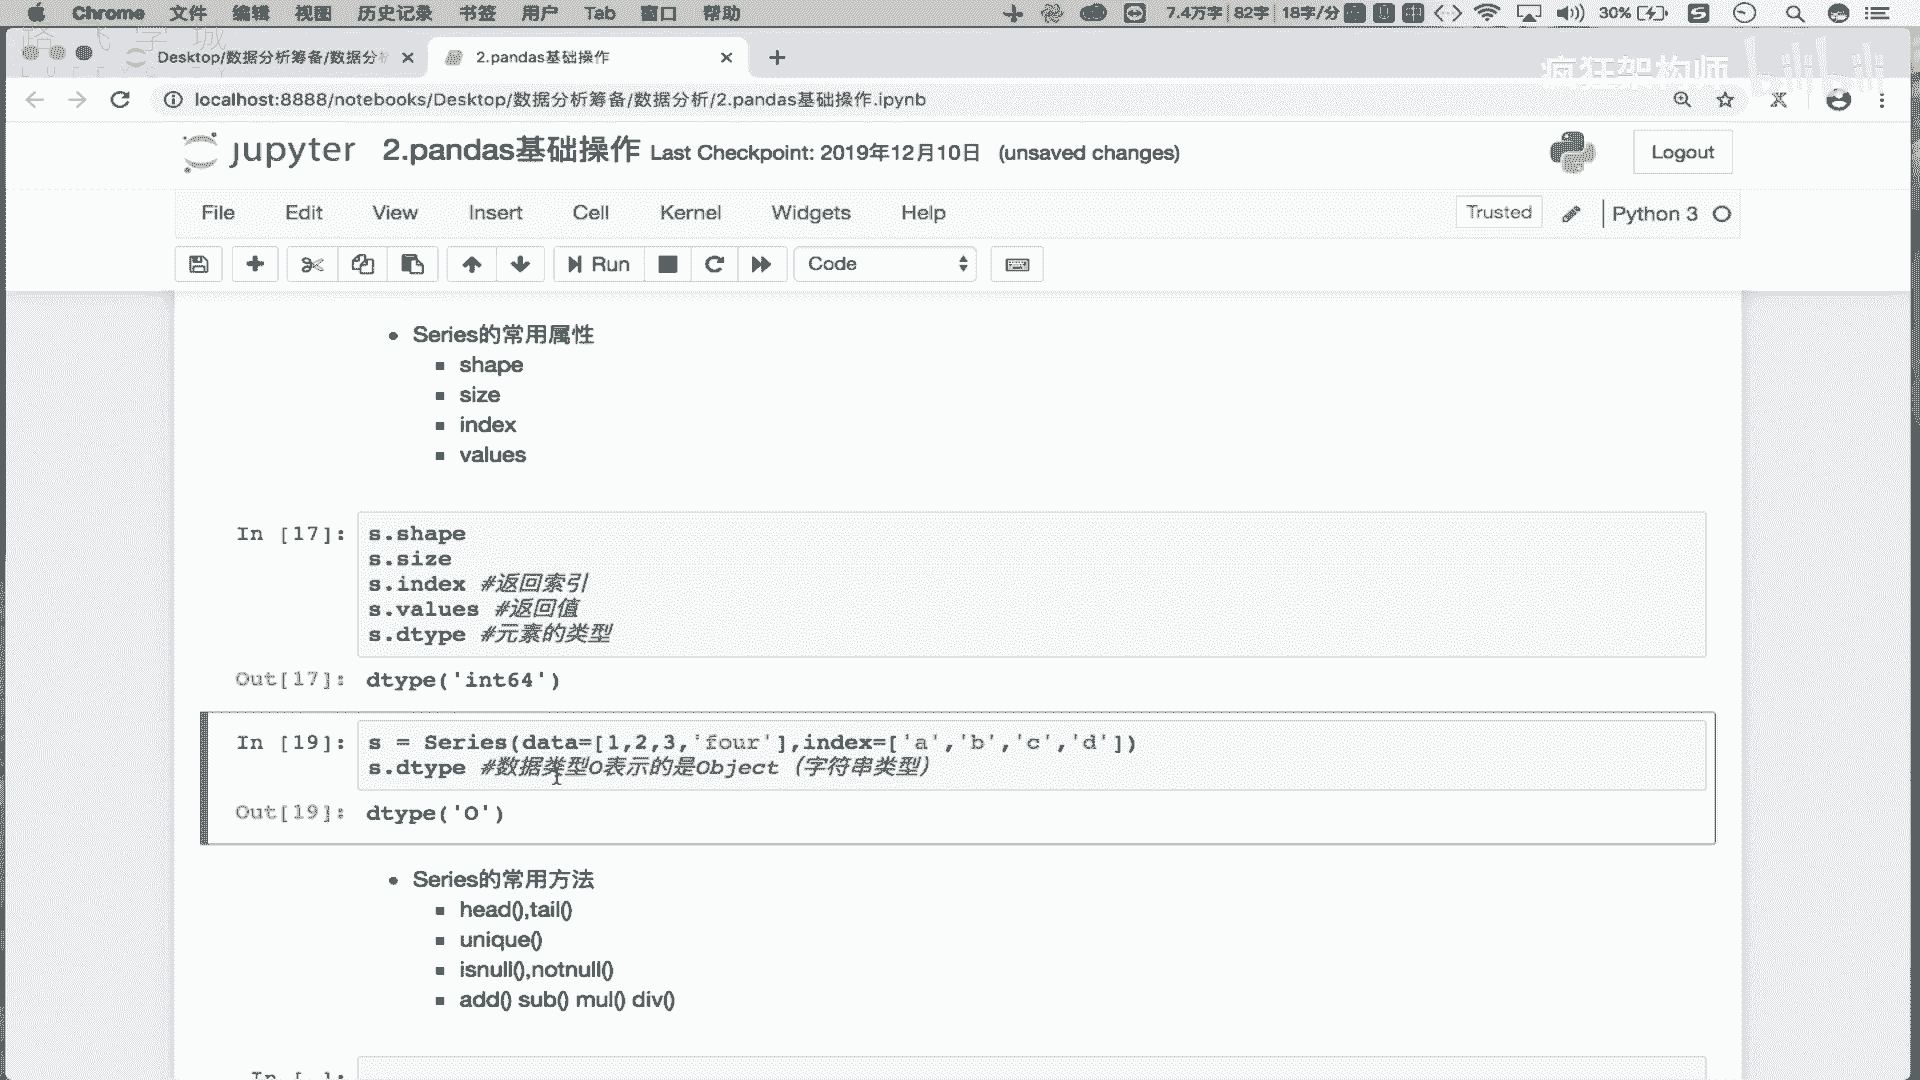 Chrome 文件 编辑 视图 历史记录 书签 用户 Tab 窗口 帮助 7.4万字 82字 18字/分 中 30%
Desktop/数据分析筹备/数据分析 2.pandas基础操作
疯狂架构师 bilibili
localhost:8888/notebooks/Desktop/数据分析筹备/数据分析/2.pandas基础操作.ipynb
jupyter 2.pandas基础操作 Last Checkpoint: 2019年12月10日 (unsaved changes) Logout
File Edit View Insert Cell Kernel Widgets Help Trusted Python 3
Run Code
Series的常用属性
shape
size
index
values
In [17]: s.shape
s.size
s.index #返回索引
s.values #返回值
s.dtype #元素的类型
Out[17]: dtype('int64')
In [19]: s = Series(data=[1,2,3,'four'],index=['a','b','c','d'])
s.dtype #数据类型O表示的是Object（字符串类型）
Out[19]: dtype('O')
Series的常用方法
head(),tail()
unique()
isnull(),notnull()
add() sub() mul() div()
In [ ]: